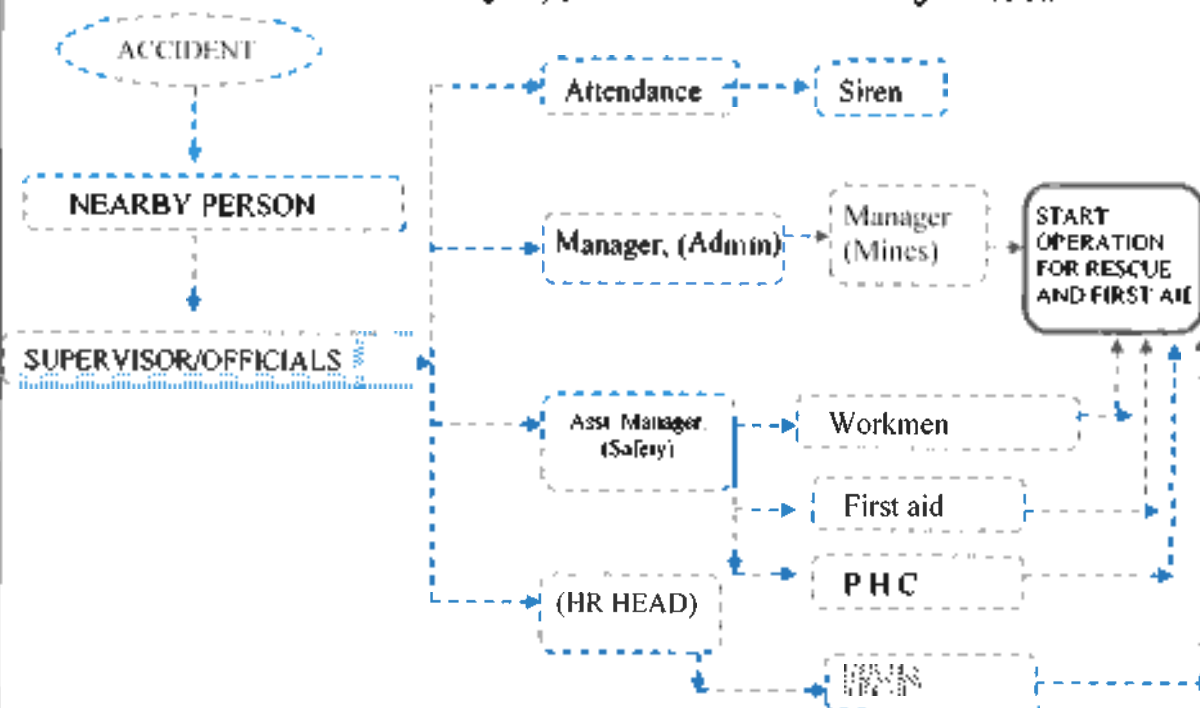 ACCIDENT
Attendance
Siren
NEARBY PERSON
Manager, (Admin)
Manager
(Mines)
START
OPERATION
FOR RESCUE
AND FIRST AID
SUPERVISOR/OFFICIALS
Asst Manager,
(Safety)
Workmen
First aid
P H C
(HR HEAD)